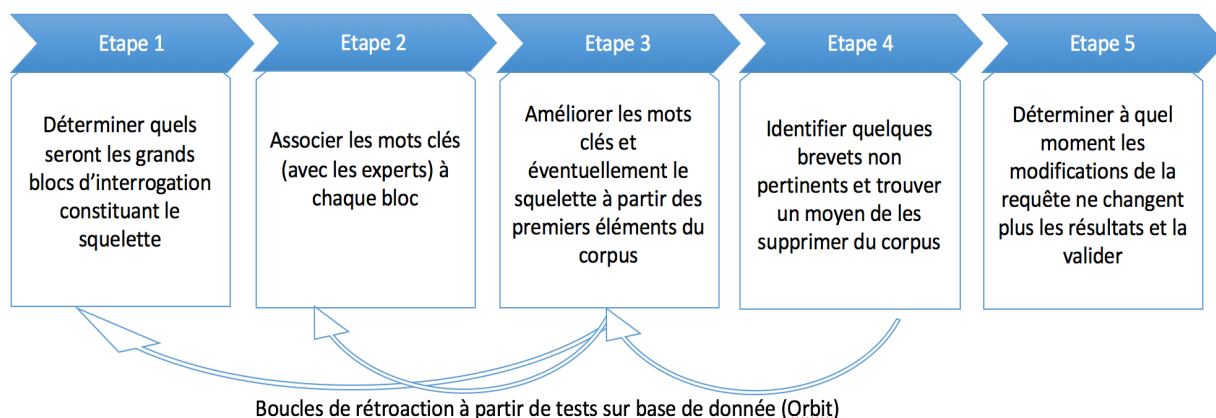 Etape 1
Déterminer quels
seront les grands
blocs d'interrogation
constituant le
squelette
Etape 2
Associer les mots clés
(avec les experts) à
chaque bloc
Etape 3
Améliorer les mots
clés et
éventuellement le
squelette à partir des
premiers éléments du
corpus
Etape 4
Identifier quelques
brevets non
pertinents et trouver
un moyen de les
supprimer du corpus
Etape 5
Déterminer à quel
moment les
modifications de la
requête ne changent
plus les résultats et la
valider
Boucles de rétroaction à partir de tests sur base de donnée (Orbit)